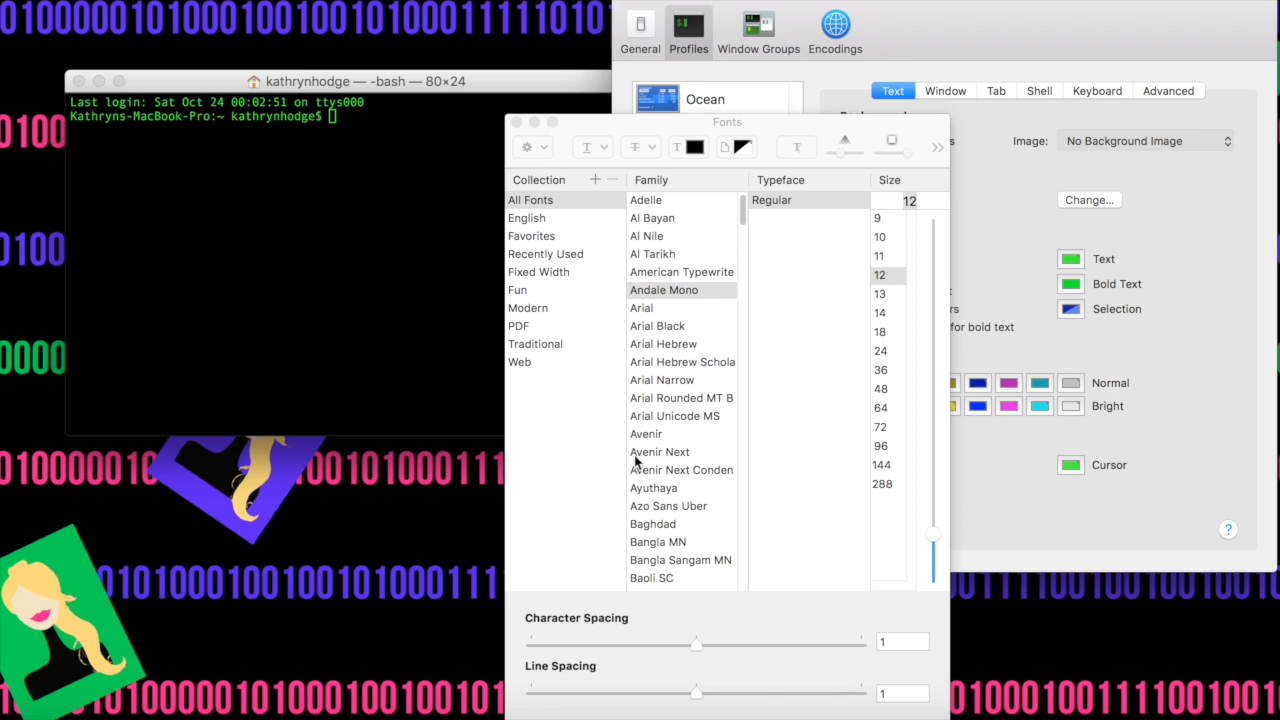 General
Profiles
Window Groups
Encodings
kathrynhodge — -bash — 80×24
Last login: Sat Oct 24 00:02:51 on ttys000
Kathryns-MacBook-Pro:~ kathrynhodge$
Ocean
Text
Window
Tab
Shell
Keyboard
Advanced
Image:
No Background Image
Change...
Text
Bold Text
Selection
for bold text
Normal
Bright
Cursor
?
Fonts
Collection
Family
Typeface
Size
All Fonts
English
Favorites
Recently Used
Fixed Width
Fun
Modern
PDF
Traditional
Web
Adelle
Al Bayan
Al Nile
Al Tarikh
American Typewrite
Andale Mono
Arial
Arial Black
Arial Hebrew
Arial Hebrew Schola
Arial Narrow
Arial Rounded MT B
Arial Unicode MS
Avenir
Avenir Next
Avenir Next Conden
Ayuthaya
Azo Sans Uber
Baghdad
Bangla MN
Bangla Sangam MN
Baoli SC
Regular
12
9
10
11
12
13
14
18
24
36
48
64
72
96
144
288
Character Spacing
1
Line Spacing
1